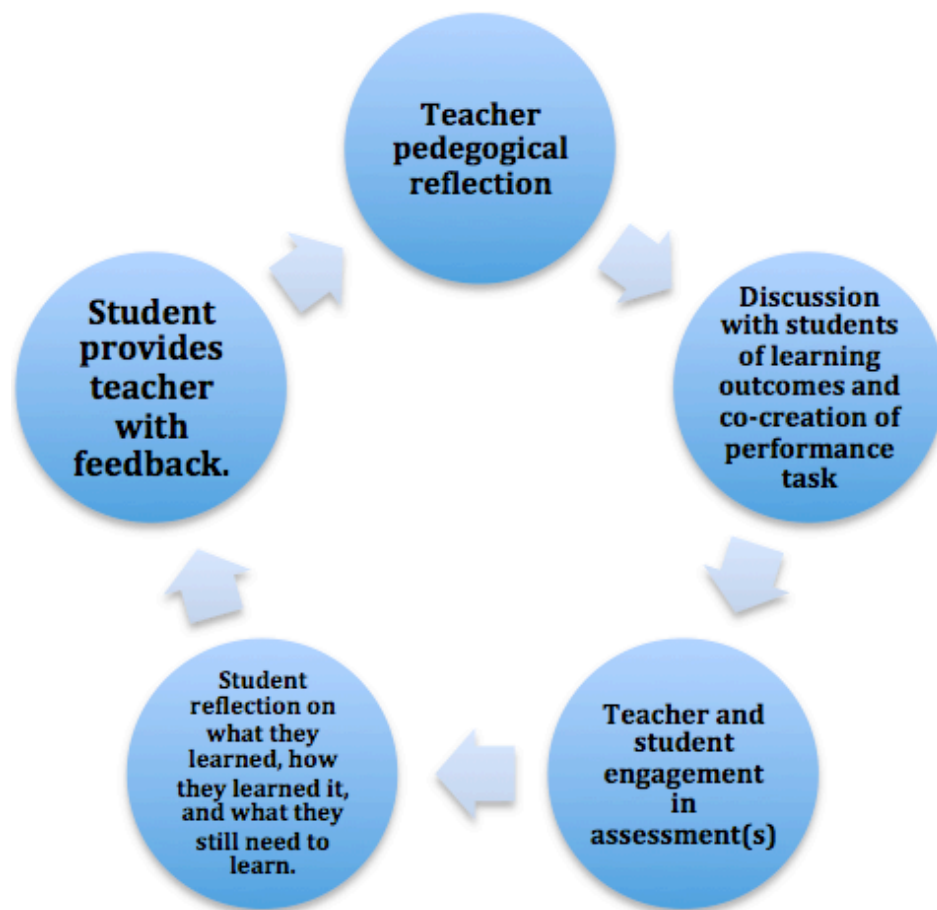 Teacher
pedegogical
reflection
Discussion
with students
of learning
outcomes and
co-creation of
performance
task
Teacher and
student
engagement
in
assessment(s)
Student
reflection on
what they
learned, how
they learned it,
and what they
still need to
learn.
Student
provides
teacher
with
feedback.